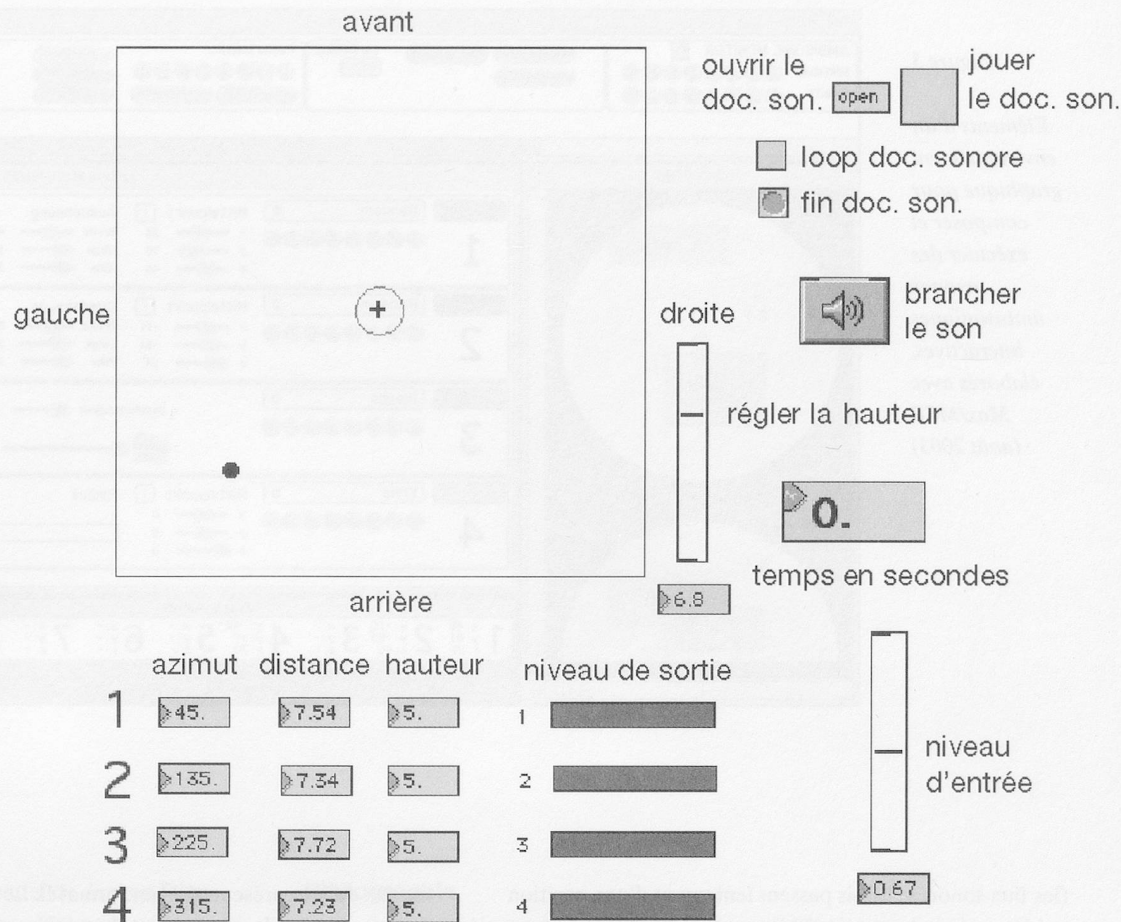 avant
ouvrir le
doc. son.
open
jouer
le doc. son.
loop doc. sonore
fin doc. son.
gauche
droite
brancher
le son
régler la hauteur
0.
temps en secondes
arrière
6.8
azimut distance hauteur niveau de sortie
1 45. 7.54 5. 1
2 135. 7.34 5. 2
3 225. 7.72 5. 3
4 315. 7.23 5. 4
niveau
d'entrée
0.67